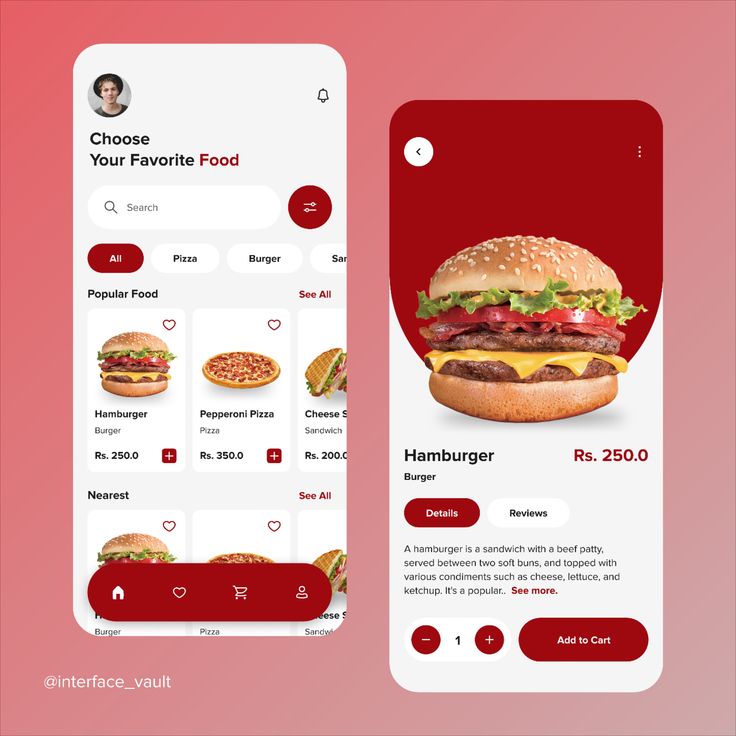 Choose
Your Favorite Food
Search
All
Pizza
Burger
Popular Food
See All
Hamburger
Burger
Rs. 250.0
Pepperoni Pizza
Pizza
Rs. 350.0
Cheese S
Sandwich
Rs. 200.0
Nearest
See All
Burger
Pizza
Sandwich
Hamburger
Rs. 250.0
Burger
Details
Reviews
A hamburger is a sandwich with a beef patty,
served between two soft buns, and topped with
various condiments such as cheese, lettuce, and
ketchup. It's a popular.. See more.
1
Add to Cart
@interface_vault